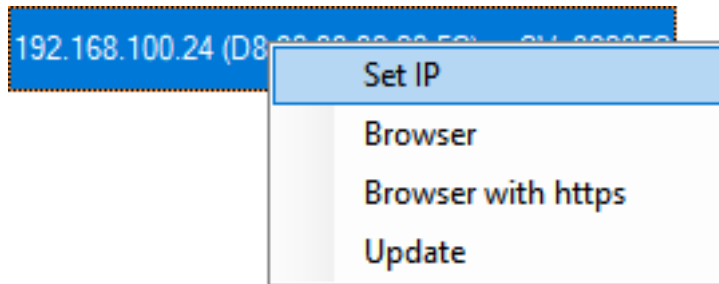 192.168.100.24 (D8
Set IP
Browser
Browser with https
Update